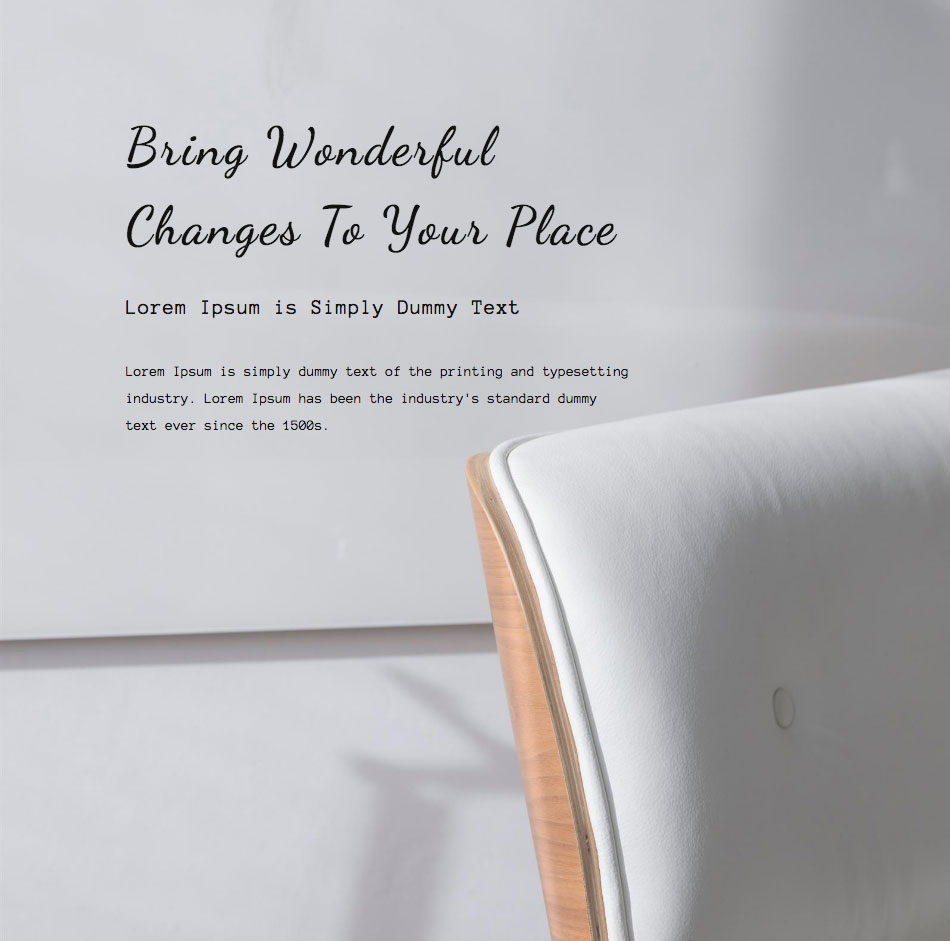 Bring Wonderful
Changes To Your Place
Lorem Ipsum is Simply Dummy Text
Lorem Ipsum is simply dummy text of the printing and typesetting
industry. Lorem Ipsum has been the industry's standard dummy
text ever since the 1500s.